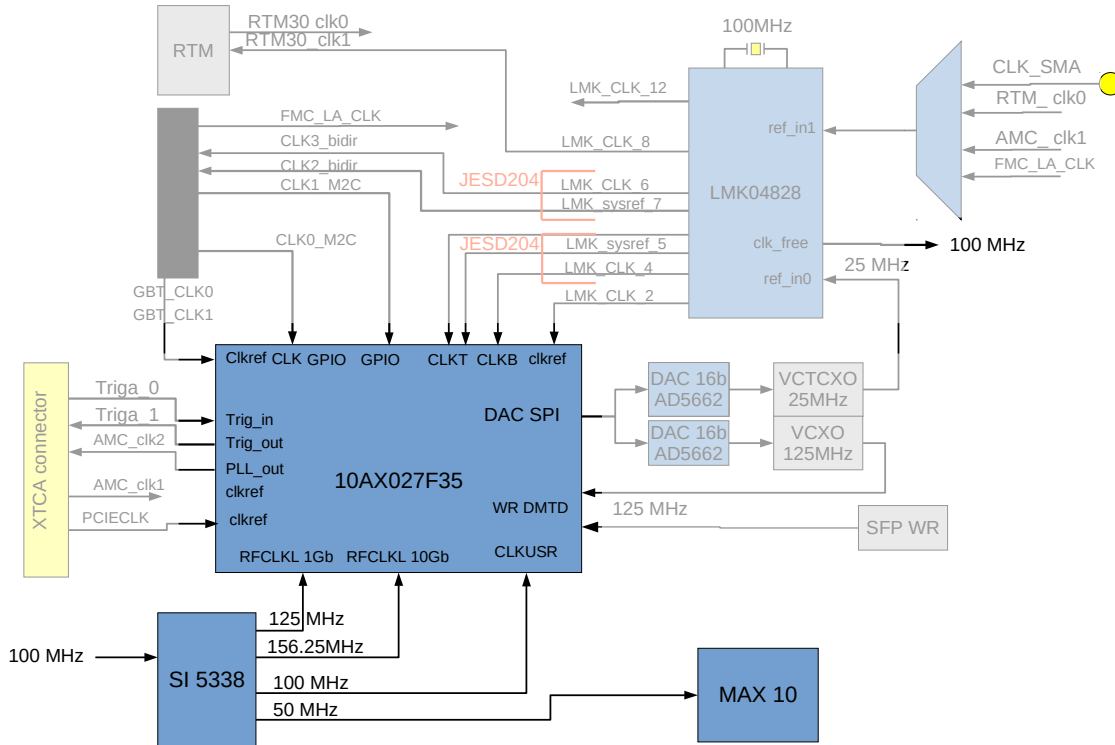 RTM30 clk0
RTM30_clk1
RTM
100MHz
CLK_SMA
RTM_ clk0
AMC_ clk1
FMC_LA_CLK
LMK_CLK_12
ref_in1
FMC_LA_CLK
CLK3_bidir
LMK_CLK_8
CLK2_bidir
CLK1_M2C
JESD204
LMK_CLK_6
LMK_sysref_7
LMK04828
CLK0_M2C
JESD204
LMK_sysref_5
clk_free
100 MHz
LMK_CLK_4
25 MHz
ref_in0
GBT_CLK0
LMK_CLK_2
GBT_CLK1
Clkref
CLK
GPIO
GPIO
CLKT
CLKB
clkref
XTCA connector
Triga_0
Triga_1
AMC_clk2
AMC_clk1
PCIECLK
Trig_in
Trig_out
PLL_out
clkref
clkref
DAC SPI
10AX027F35
WR DMTD
CLKUSR
RFCLKL 1Gb
RFCLKL 10Gb
DAC 16b
AD5662
VCTCXO
25MHz
DAC 16b
AD5662
VCXO
125MHz
125 MHz
SFP WR
100 MHz
SI 5338
125 MHz
156.25MHz
100 MHz
50 MHz
MAX 10